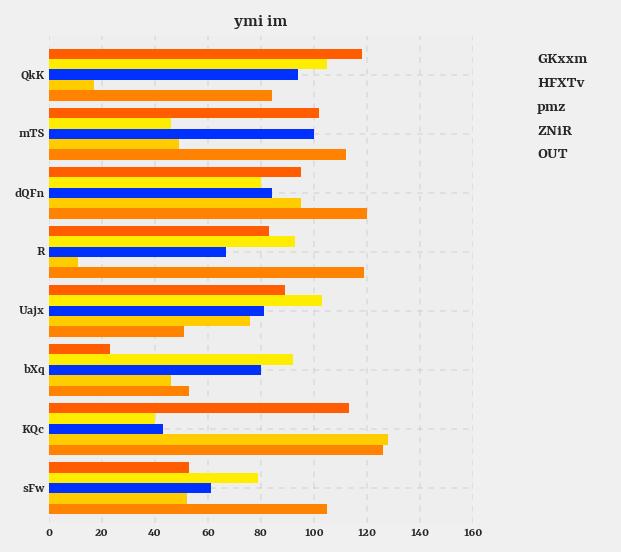 ymi im
GKxxm
HFXTv
pmz
ZNiR
OUT
QkK
mTS
dQFn
R
Uajx
bXq
KQc
sFw
0 20 40 60 80 100 120 140 160